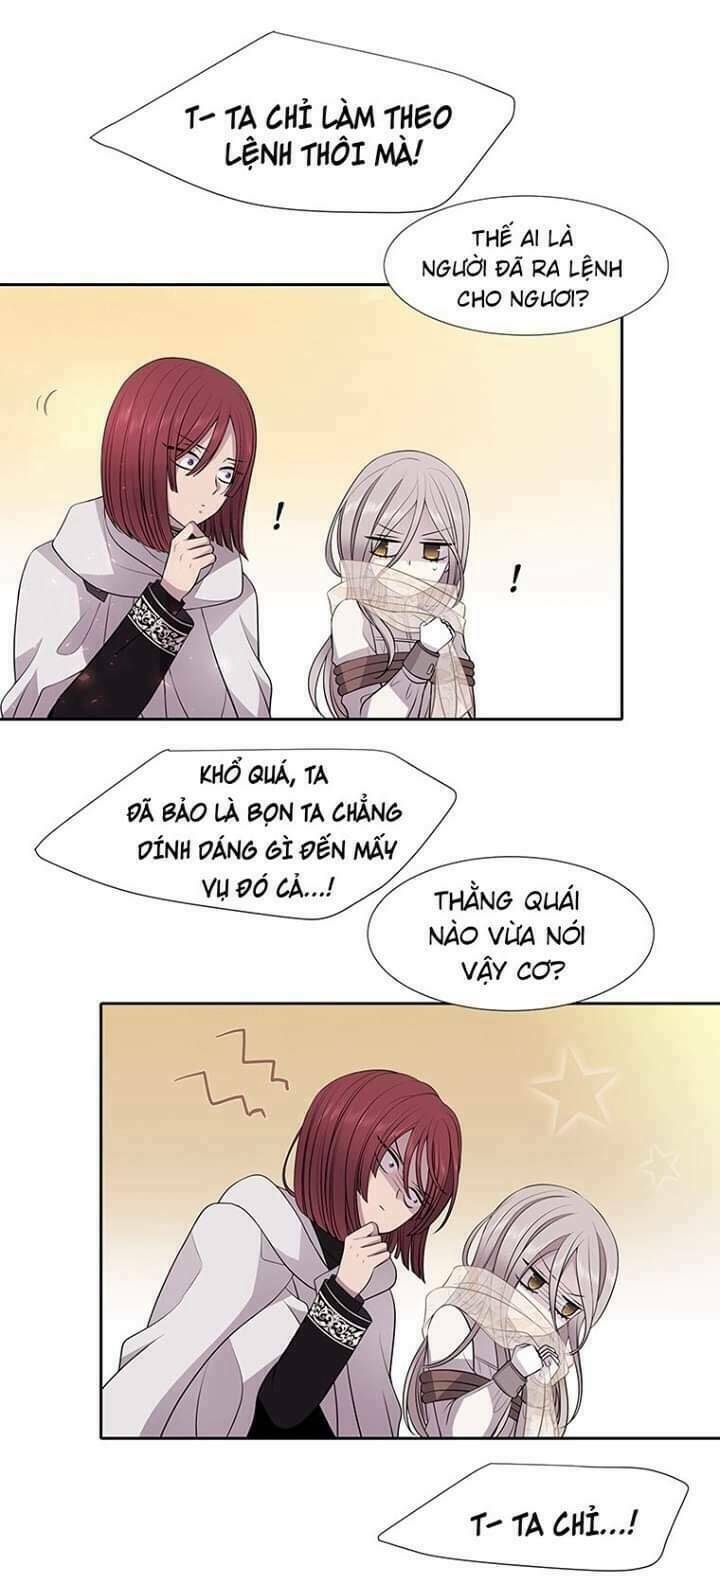 T- TA CHỈ LÀM THEO
LỆNH THÔI MÀ!
THẾ AI LÀ
NGƯỜI ĐÃ RA LỆNH
CHO NGƯƠI?
!
!
KHỔ QUÁ, TA
ĐÃ BẢO LÀ BỌN TA CHẲNG
DÍNH DÁNG GÌ ĐẾN MẤY
VỤ ĐÓ CẢ...!
THẰNG QUÁI
NÀO VỪA NÓI
VẬY CƠ?
T- TA CHỈ...!